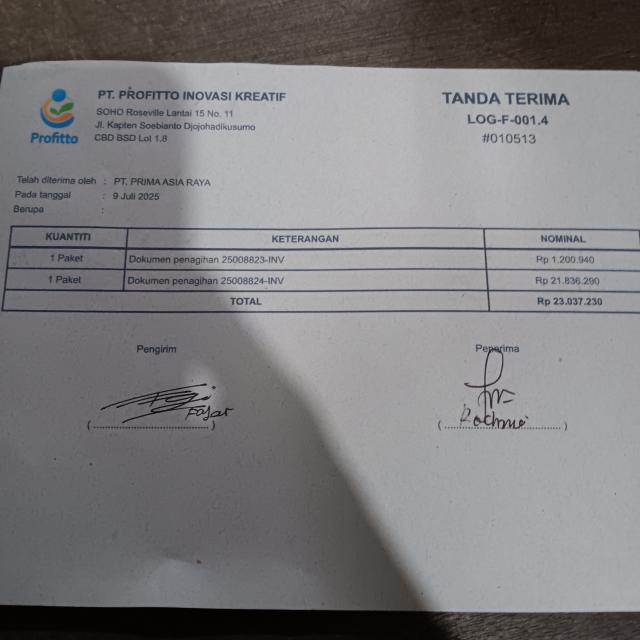 Profitto
PT. PROFITTO INOVASI KREATIF
SOHO Roseville Lantai 15 No. 11
Jl. Kapten Soebianto Djojohadikusumo
CBD BSD Lot 1.8
TANDA TERIMA
LOG-F-001.4
#010513
Telah diterima oleh : PT. PRIMA ASIA RAYA
Pada tanggal : 9 Juli 2025
Berupa :
KUANTITI KETERANGAN NOMINAL
1 Paket Dokumen penagihan 25008823-INV Rp 1.200.940
1 Paket Dokumen penagihan 25008824-INV Rp 21.836.290
TOTAL Rp 23.037.230
Pengirim Penerima
Fajar
(........................................) (........................................)